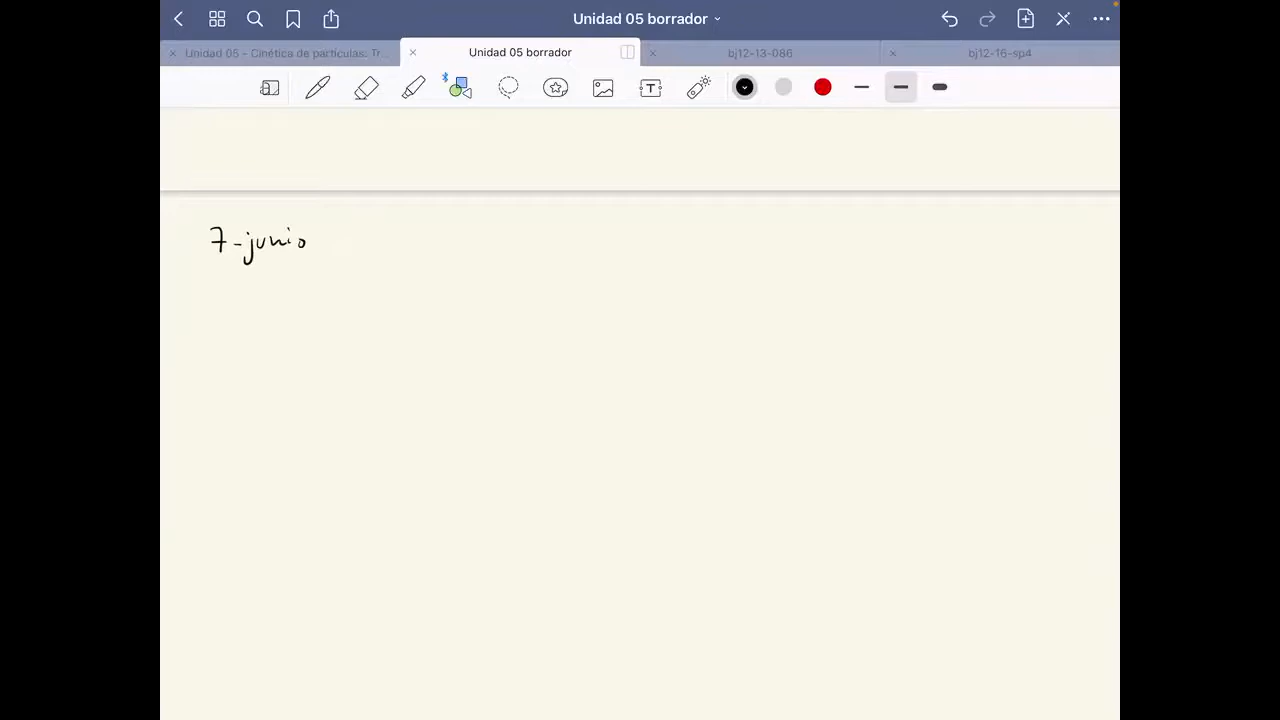 Unidad 05 borrador
Unidad 05 - Cinética de partículas. Tr...
Unidad 05 borrador
bj12-13-086
bj12-16-sp4
T
7-junio